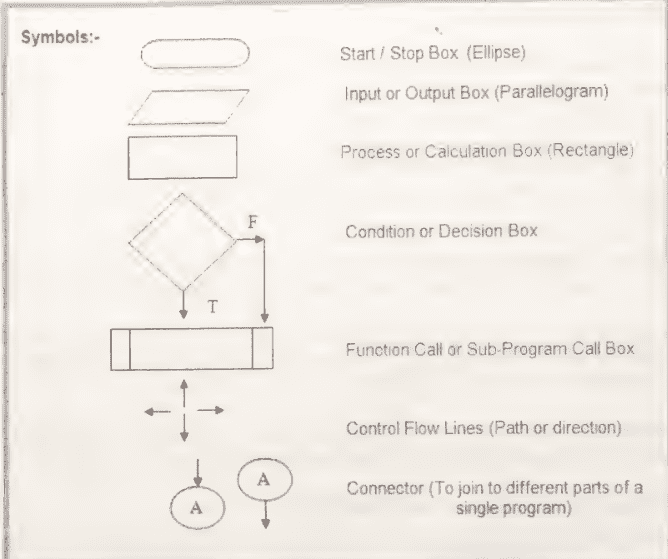 Symbols:-
Start / Stop Box (Ellipse)
Input or Output Box (Parallelogram)
Process or Calculation Box (Rectangle)
F
Condition or Decision Box
T
Function Call or Sub-Program Call Box
Control Flow Lines (Path or direction)
A
A
Connector (To join to different parts of a
single program)